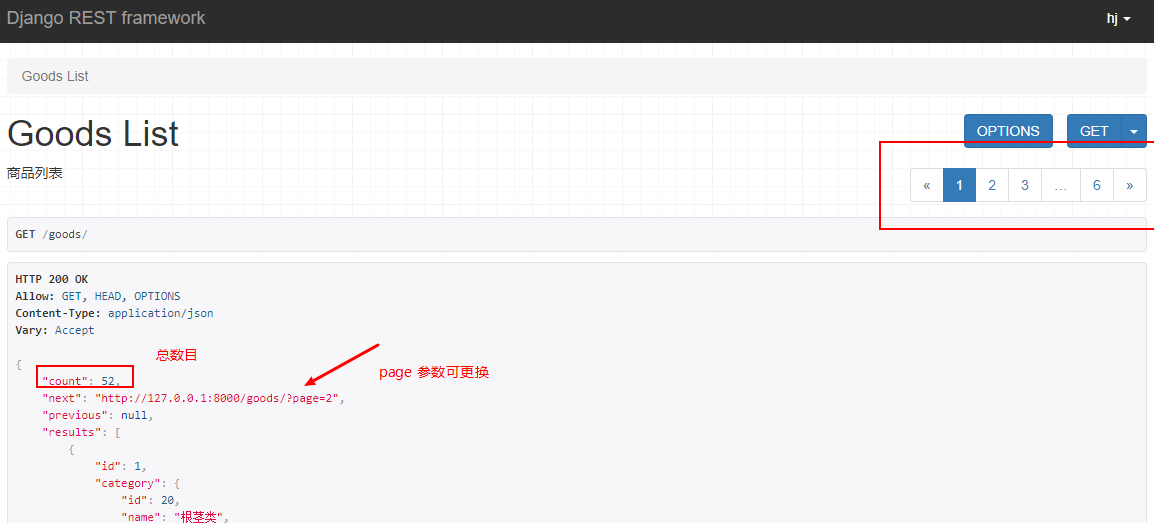 Django REST framework
hj
Goods List
Goods List
OPTIONS
GET
商品列表
« 1 2 3 … 6 »
GET /goods/
HTTP 200 OK
Allow: GET, HEAD, OPTIONS
Content-Type: application/json
Vary: Accept
总数目
{
"count": 52,
page 参数可更换
"next": "http://127.0.0.1:8000/goods/?page=2",
"previous": null,
"results": [
{
"id": 1,
"category": {
"id": 20,
"name": "根茎类",